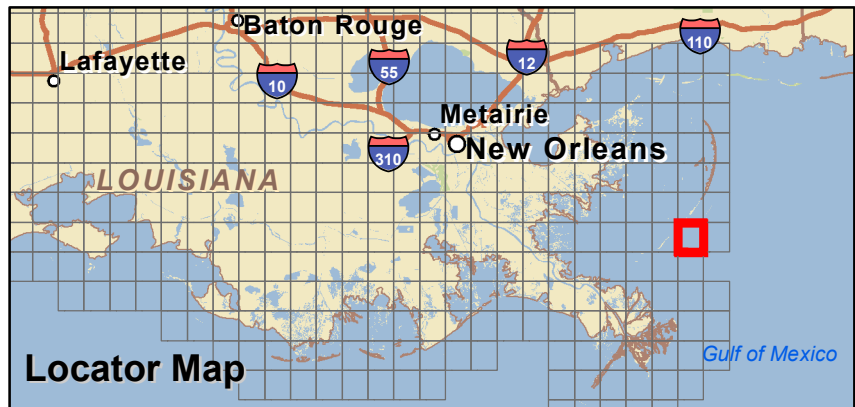 Baton Rouge
110
Lafayette
12
55
10
Metairie
New Orleans
310
LOUISIANA
Gulf of Mexico
Locator Map